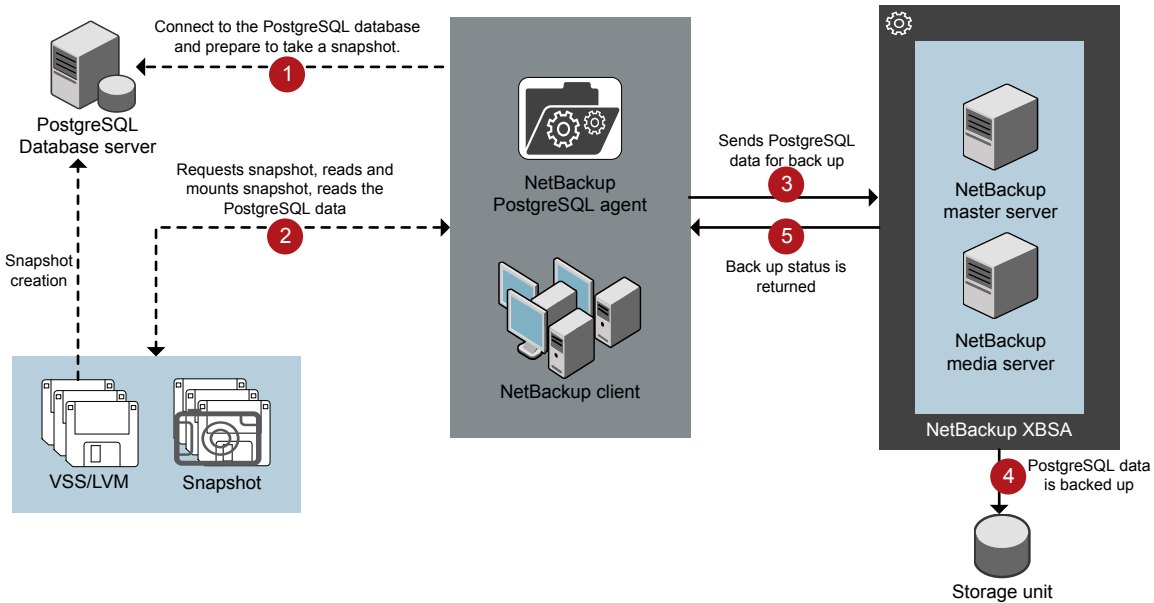 Connect to the PostgreSQL database
and prepare to take a snapshot.
1
PostgreSQL
Database server
Requests snapshot, reads and
mounts snapshot, reads the
PostgreSQL data
2
Snapshot
creation
VSS/LVM
Snapshot
NetBackup
PostgreSQL agent
NetBackup client
Sends PostgreSQL
data for back up
3
5
Back up status is
returned
NetBackup
master server
NetBackup
media server
NetBackup XBSA
4
PostgreSQL data
is backed up
Storage unit